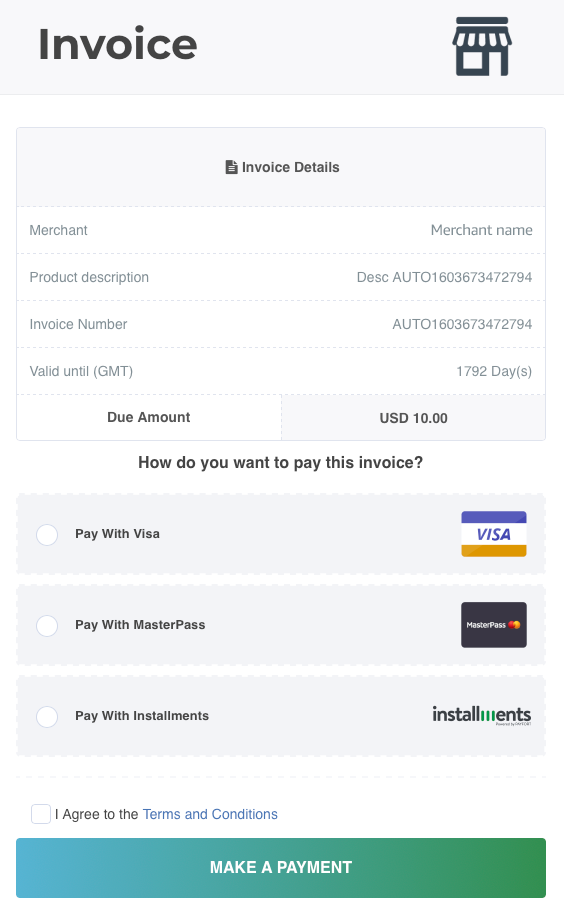 Invoice
Invoice Details
Merchant Merchant name
Product description Desc AUTO1603673472794
Invoice Number AUTO1603673472794
Valid until (GMT) 1792 Day(s)
Due Amount USD 10.00
How do you want to pay this invoice?
Pay With Visa VISA
Pay With MasterPass MasterPass
Pay With Installments installments
Powered by PAYFORT
I Agree to the Terms and Conditions
MAKE A PAYMENT